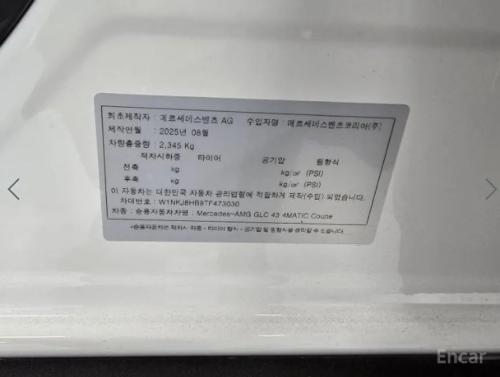 최초제작자 : 메르세데스벤츠 AG 수입자명 : 메르세데스벤츠코리아(주)
제작연월 : 2025년 08월
차량총중량 : 2,345 Kg
적차시하중 타이어 공기압 원형식
전축 kg kg/㎠ (PSI)
후축 kg kg/㎠ (PSI)
이 자동차는 대한민국 자동차 관리법령에 적합하게 제작(수입) 되었습니다.
차대번호 : W1NKJ8HB9TF473030
차종 : 승용자동차차명 : Mercedes-AMG GLC 43 4MATIC Coupe
Encar